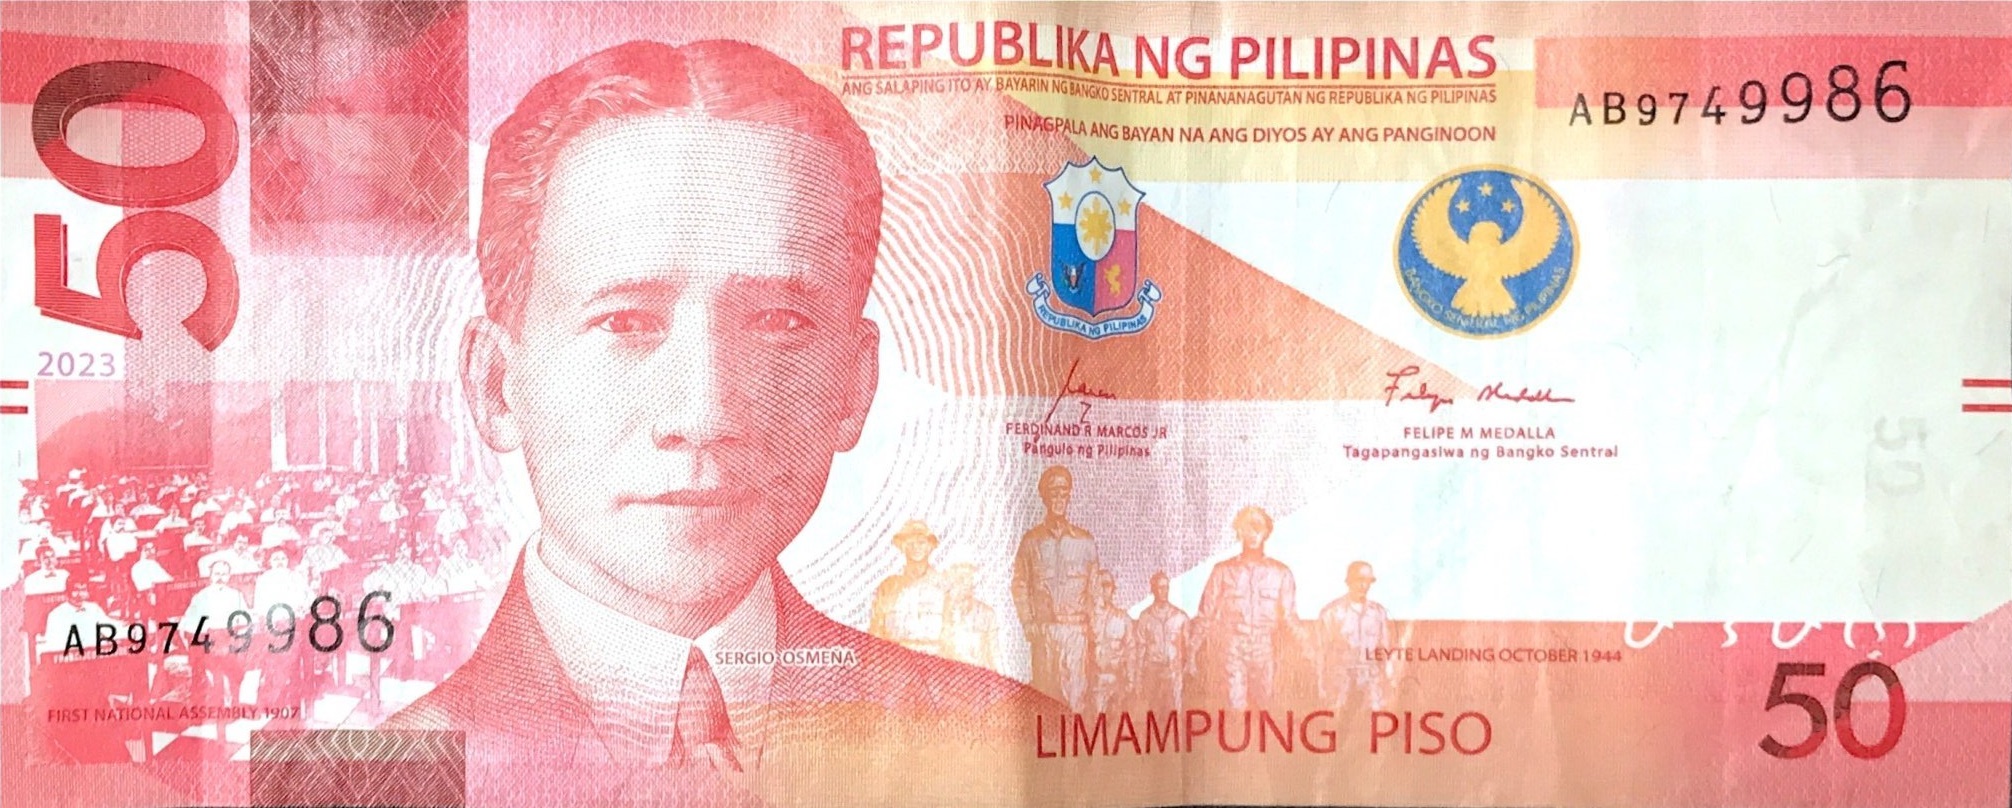 50
2023
REPUBLIKA NG PILIPINAS
ANG SALAPING ITO AY BAYARIN NG BANGKO SENTRAL AT PINANANAGUTAN NG REPUBLIKA NG PILIPINAS
PINAGPALA ANG BAYAN NA ANG DIYOS AY ANG PANGINOON
AB9749986
REPUBLIKA NG PILIPINAS
BANGKO SENTRAL NG PILIPINAS
FERDINAND R MARCOS JR
Pangulo ng Pilipinas
FELIPE M MEDALLA
Tagapangasiwa ng Bangko Sentral
50
AB9749986
SERGIO OSMEÑA
LEYTE LANDING OCTOBER 1944
FIRST NATIONAL ASSEMBLY, 1907
LIMAMPUNG PISO
50